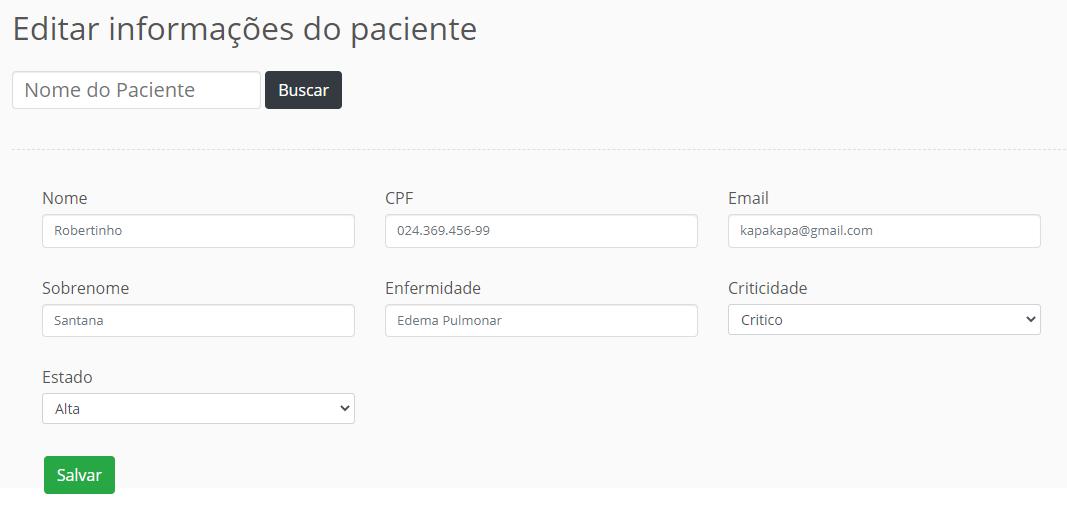 Editar informações do paciente
Nome do Paciente Buscar
Nome CPF Email
Robertinho 024.369.456-99 kapakapa@gmail.com
Sobrenome Enfermidade Criticidade
Santana Edema Pulmonar Critico
Estado
Alta
Salvar